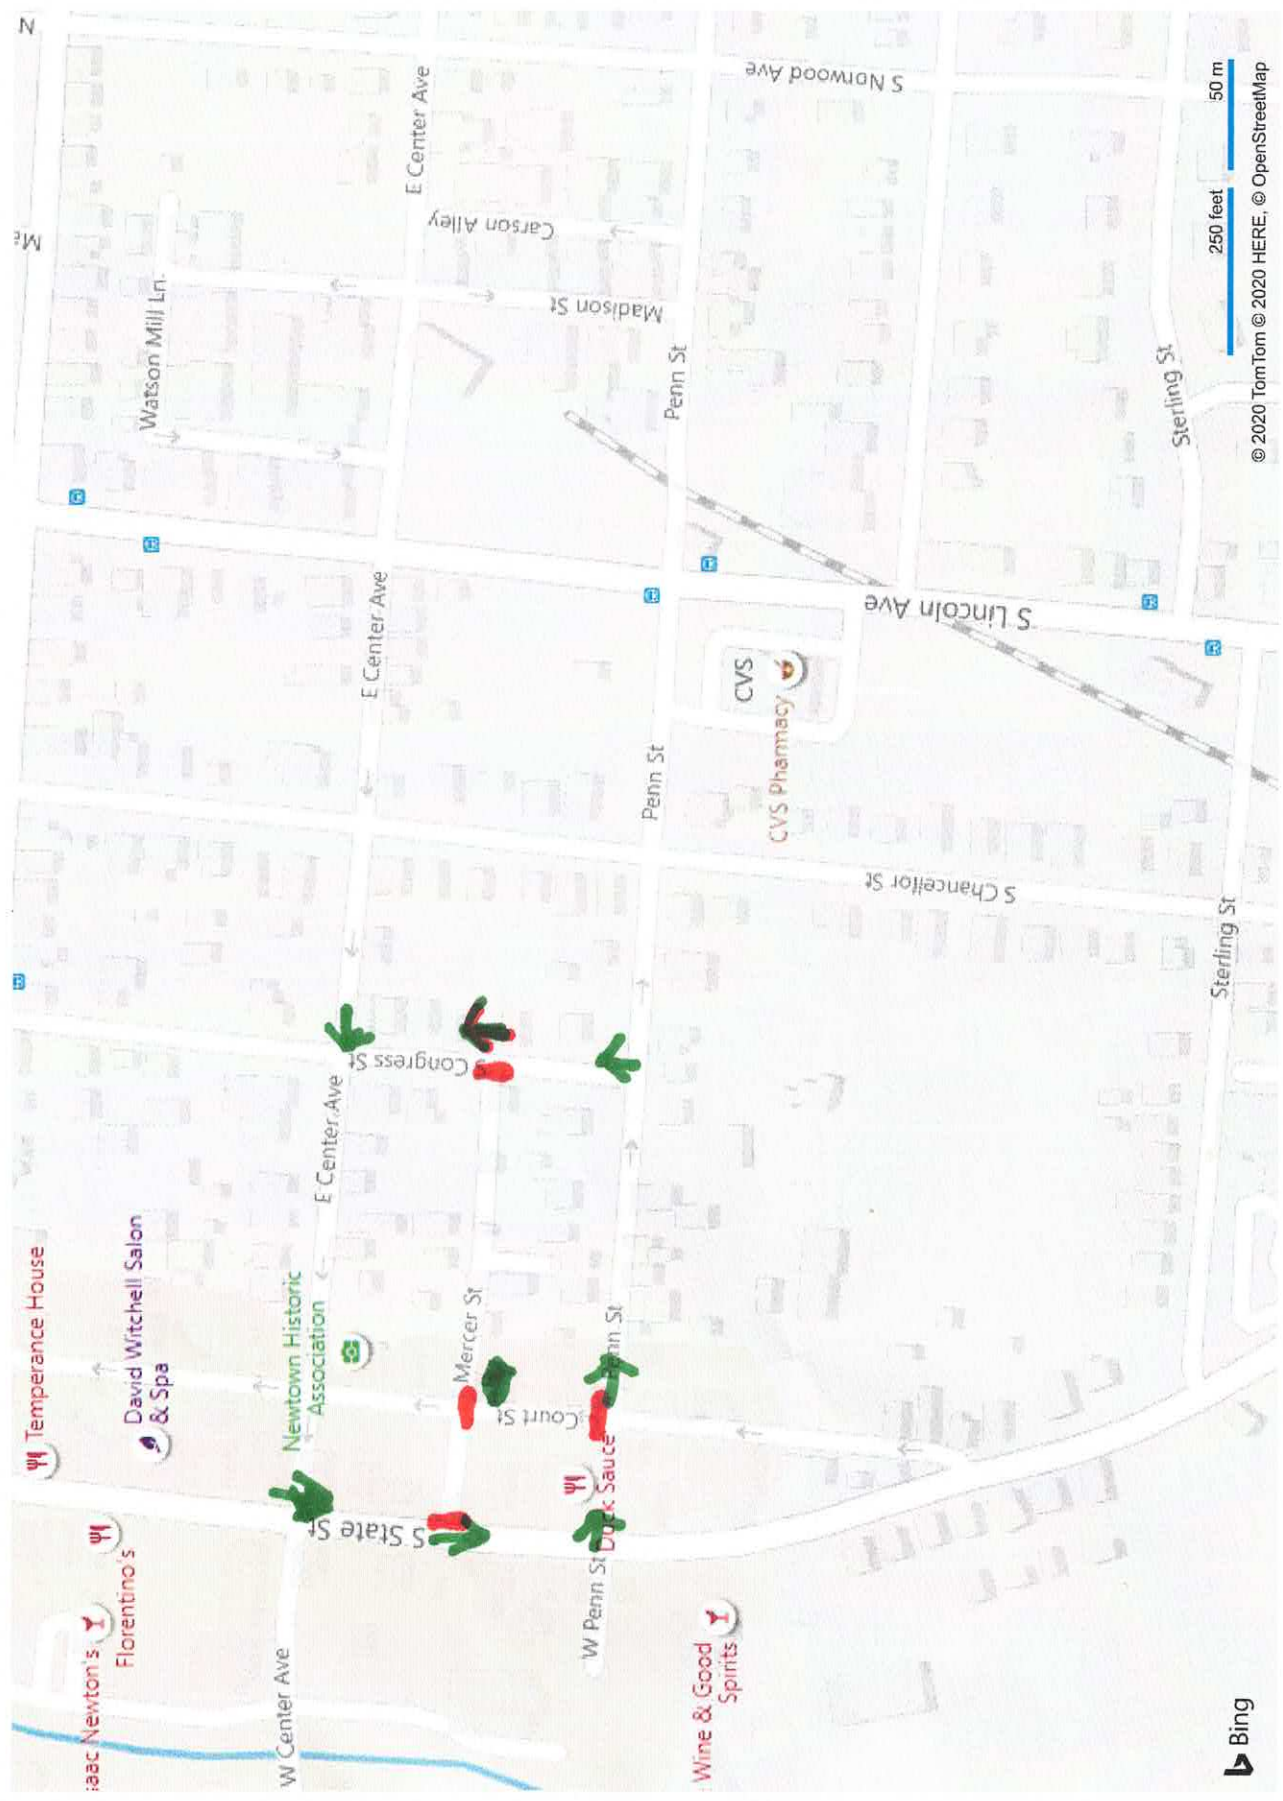 N
S Norwood Ave
E Center Ave
Carson Alley
Madison St
Watson Mill Ln
Penn St
Sterling St
50 m
250 feet
© 2020 TomTom © 2020 HERE, © OpenStreetMap
E Center Ave
S Lincoln Ave
CVS
CVS Pharmacy
Penn St
S Chancellor St
Sterling St
Congress St
E Center Ave
Temperance House
David Witchell Salon
& Spa
Newtown Historic
Association
Mercer St
Penn St
Court St
Duck Sauce
S State St
Florentino's
aac Newton's
W Center Ave
W Penn St
Wine & Good
Spirits
Bing